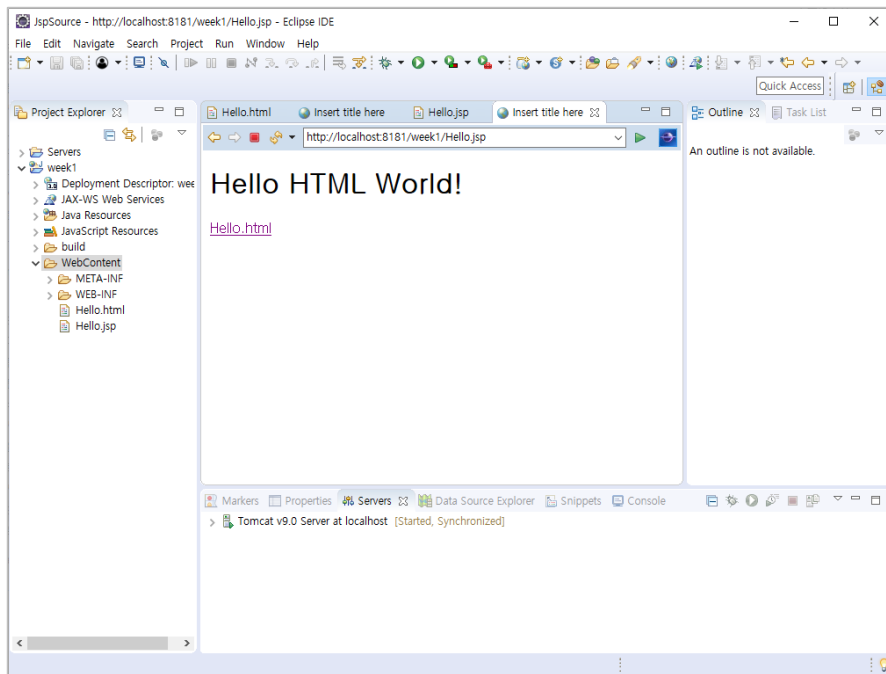 JspSource - http://localhost:8181/week1/Hello.jsp - Eclipse IDE
File Edit Navigate Search Project Run Window Help
Quick Access
Project Explorer
Servers
week1
Deployment Descriptor: wee
JAX-WS Web Services
Java Resources
JavaScript Resources
build
WebContent
META-INF
WEB-INF
Hello.html
Hello.jsp
Hello.html Insert title here Hello.jsp Insert title here
http://localhost:8181/week1/Hello.jsp
Hello HTML World!
Hello.html
Outline Task List
An outline is not available.
Markers Properties Servers Data Source Explorer Snippets Console
Tomcat v9.0 Server at localhost [Started, Synchronized]